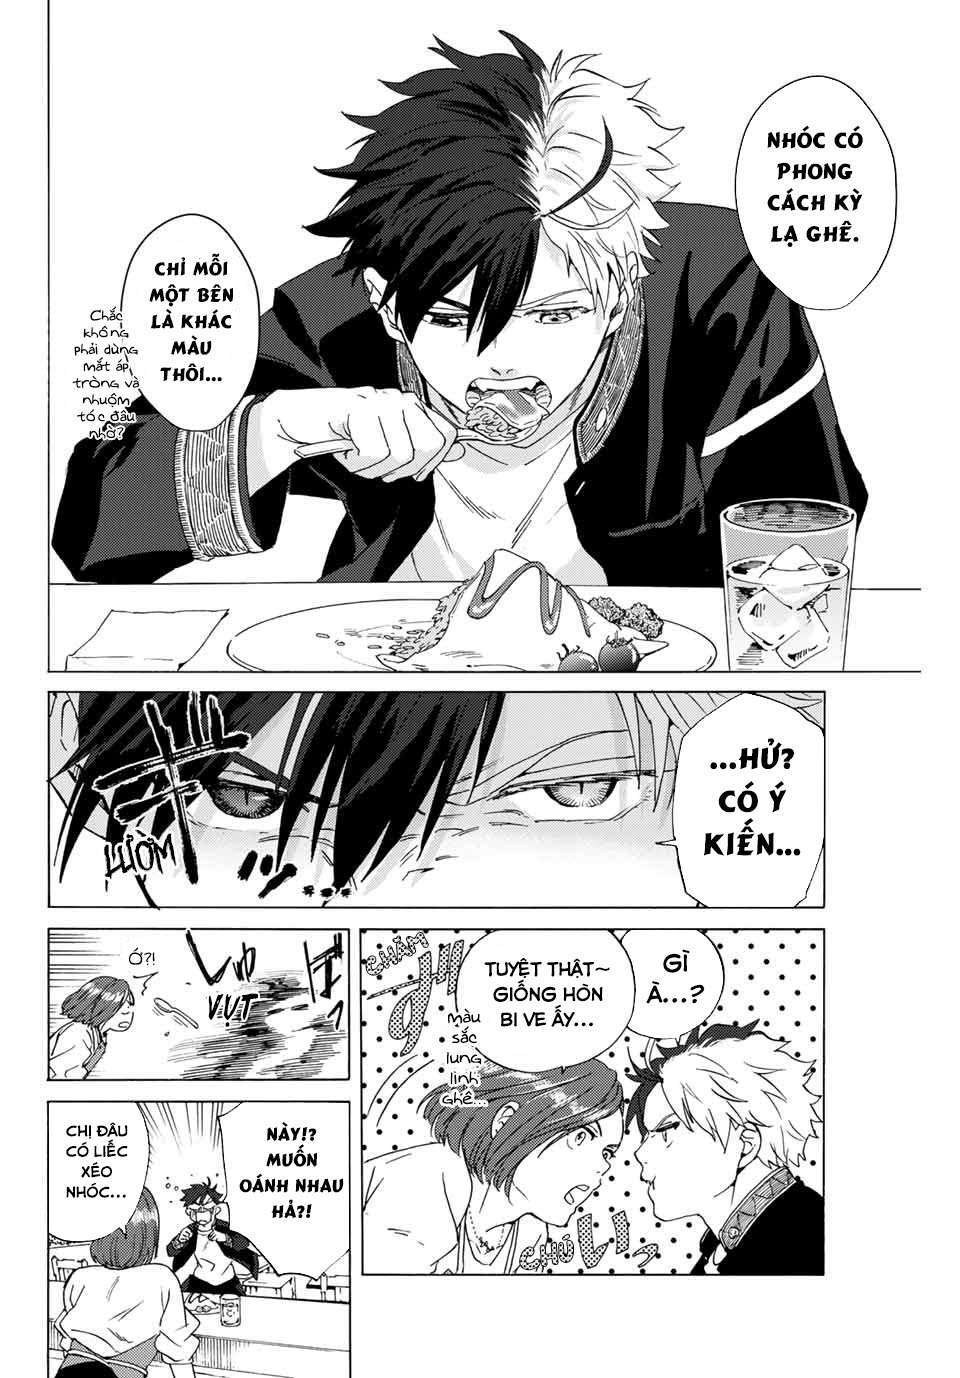 NHÓC CÓ
PHONG
CÁCH KỲ
LẠ GHÊ.
CHỈ MỖI
MỘT BÊN
LÀ KHÁC
MÀU
THÔI...
Chắc
không
phải dùng
mắt áp
tròng và
nhuộm
tóc đâu
nhờ?
...HỬ?
CÓ Ý
KIẾN...
LƯỜM
GÌ
À...?
TUYỆT THẬT~
GIỐNG HÒN
BI VE ẤY...
CHĂM
màu
sắc
lung
linh
ghê...
CHÚ
Ớ?!
VỤT
NÀY!?
MUỐN
OÁNH NHAU
HẢ?!
CHỊ ĐÂU
CÓ LIẾC
XÉO
NHÓC...